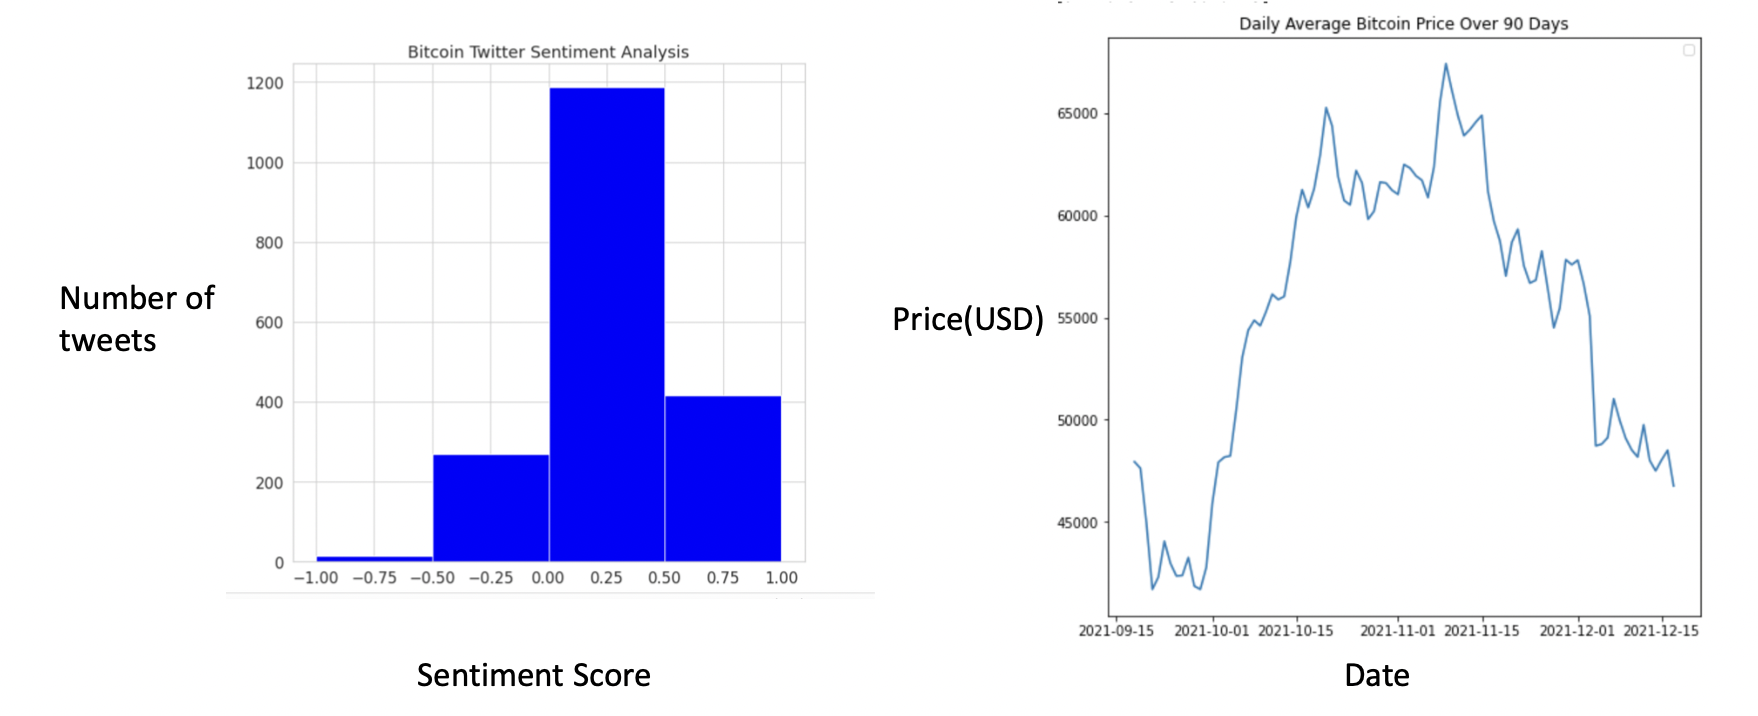 Bitcoin Twitter Sentiment Analysis
1200
1000
800
600
400
200
0
−1.00 −0.75 −0.50 −0.25 0.00 0.25 0.50 0.75 1.00
Number of
tweets
Sentiment Score
Daily Average Bitcoin Price Over 90 Days
65000
60000
55000
50000
45000
2021-09-15 2021-10-01 2021-10-15 2021-11-01 2021-11-15 2021-12-01 2021-12-15
Price(USD)
Date